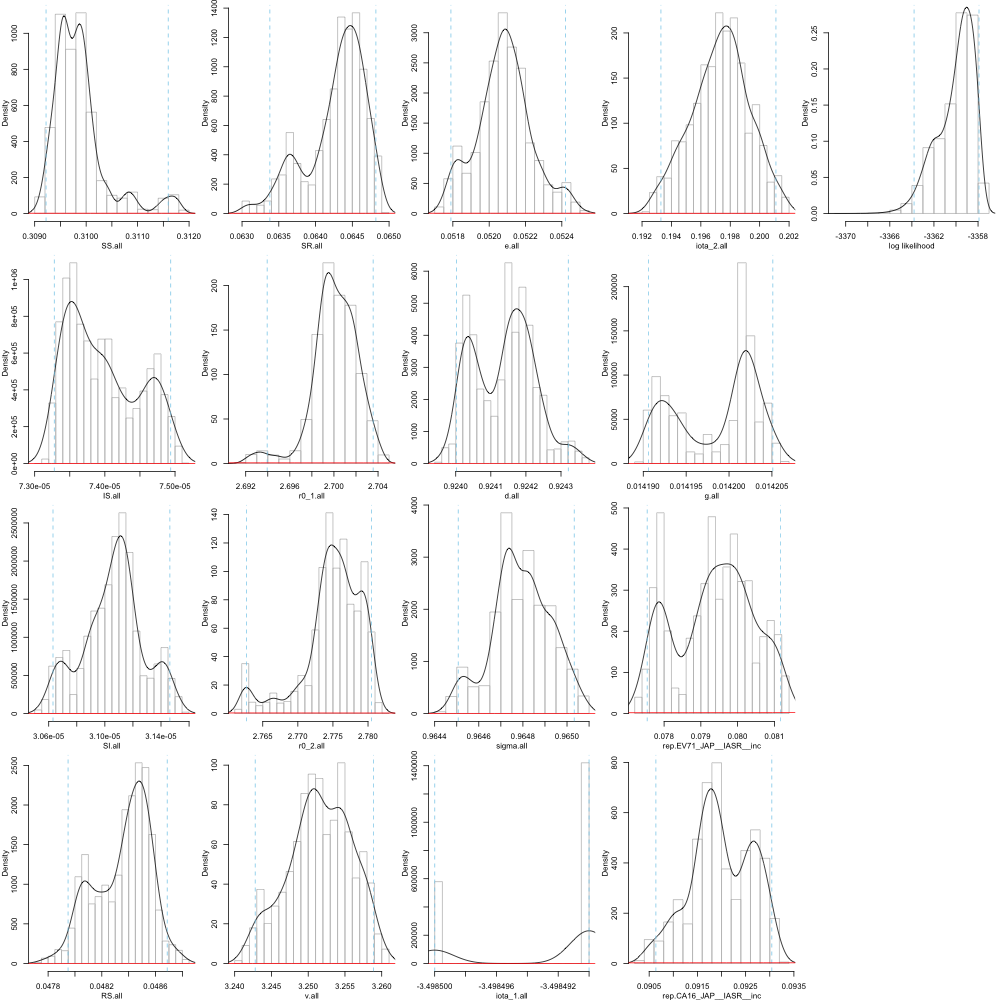 Density
0 200 400 600 800 1000
0.3090 0.3100 0.3110 0.3120
SS.all
Density
0 200 400 600 800 1000 1200 1400
0.0630 0.0635 0.0640 0.0645 0.0650
SR.all
Density
0 500 1000 1500 2000 2500 3000
0.0518 0.0520 0.0522 0.0524
e.all
Density
0 50 100 150 200
0.192 0.194 0.196 0.198 0.200 0.202
iota_2.all
Density
0.00 0.05 0.10 0.15 0.20 0.25
-3370 -3366 -3362 -3358
log likelihood
Density
0e+00 2e+05 4e+05 6e+05 8e+05 1e+06
7.30e-05 7.40e-05 7.50e-05
IS.all
Density
0 50 100 150 200
2.692 2.696 2.700 2.704
r0_1.all
Density
0 1000 2000 3000 4000 5000 6000
0.9240 0.9241 0.9242 0.9243
d.all
Density
0 50000 100000 150000 200000
0.014190 0.014195 0.014200 0.014205
g.all
Density
0 500000 1000000 1500000 2000000 2500000
3.06e-05 3.10e-05 3.14e-05
SI.all
Density
0 20 40 60 80 100 120 140
2.765 2.770 2.775 2.780
r0_2.all
Density
0 1000 2000 3000 4000
0.9644 0.9646 0.9648 0.9650
sigma.all
Density
0 100 200 300 400 500
0.078 0.079 0.080 0.081
rep.EV71_JAP__IASR__inc
Density
0 500 1000 1500 2000 2500
0.0478 0.0482 0.0486
RS.all
Density
0 20 40 60 80 100
3.240 3.245 3.250 3.255 3.260
v.all
Density
0 200000 400000 600000 800000 1000000 1400000
-3.498500 -3.498496 -3.498492
iota_1.all
Density
0 200 400 600 800
0.0905 0.0915 0.0925 0.0935
rep.CA16_JAP__IASR__inc